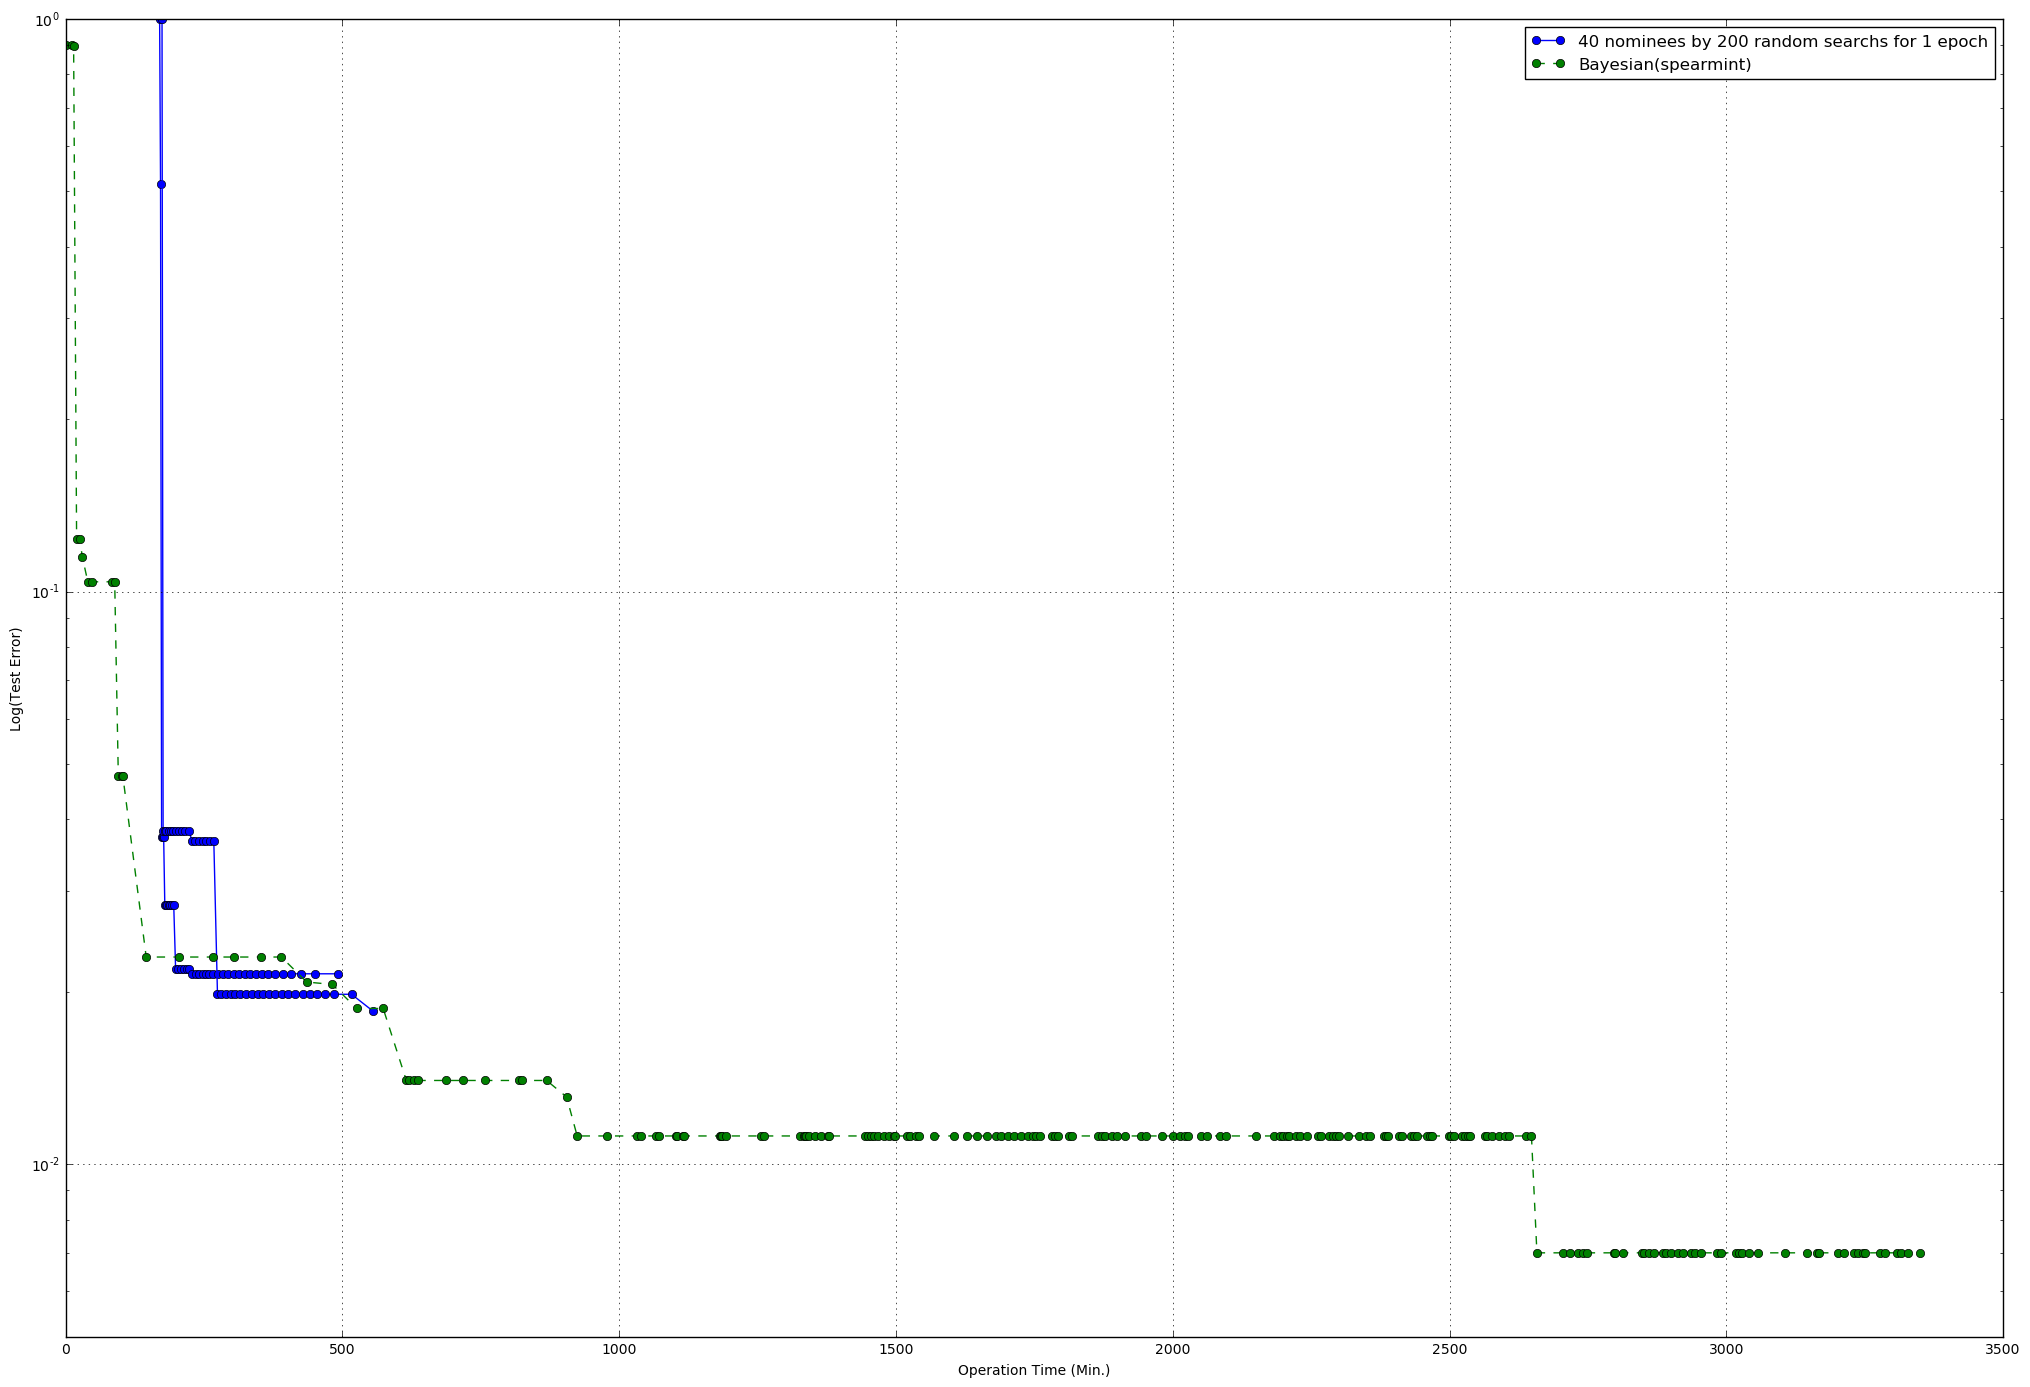 40 nominees by 200 random searchs for 1 epoch
Bayesian(spearmint)
10^0
10^-1
10^-2
Log(Test Error)
0 500 1000 1500 2000 2500 3000 3500
Operation Time (Min.)